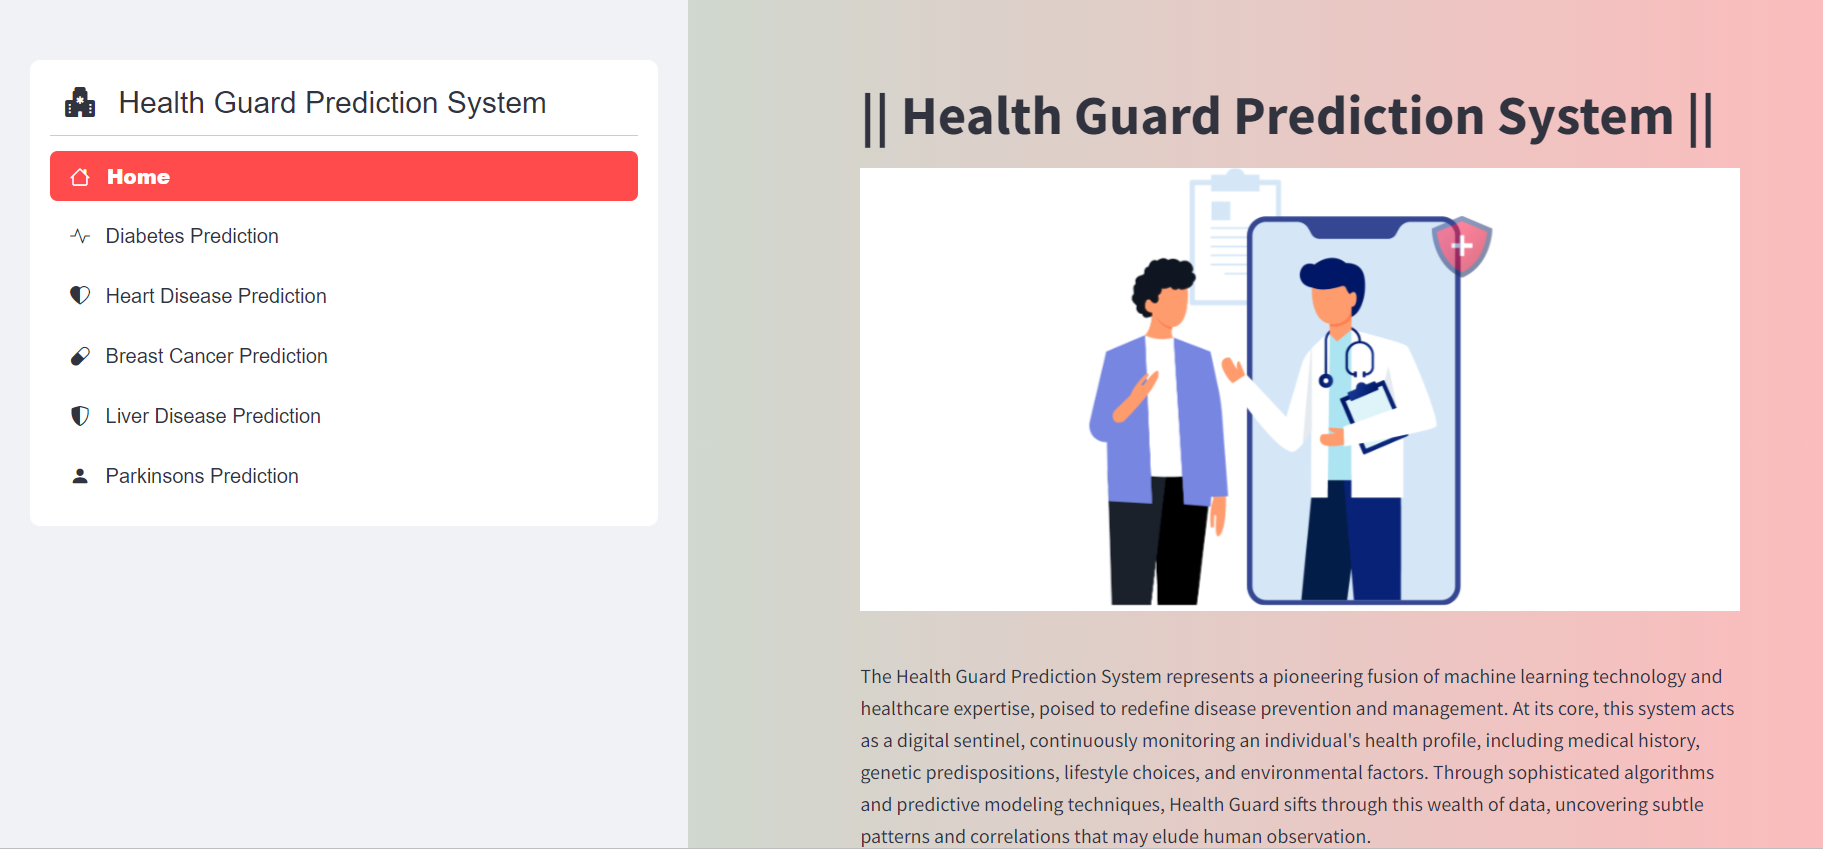 Health Guard Prediction System
Home
Diabetes Prediction
Heart Disease Prediction
Breast Cancer Prediction
Liver Disease Prediction
Parkinsons Prediction
|| Health Guard Prediction System ||
The Health Guard Prediction System represents a pioneering fusion of machine learning technology and
healthcare expertise, poised to redefine disease prevention and management. At its core, this system acts
as a digital sentinel, continuously monitoring an individual's health profile, including medical history,
genetic predispositions, lifestyle choices, and environmental factors. Through sophisticated algorithms
and predictive modeling techniques, Health Guard sifts through this wealth of data, uncovering subtle
patterns and correlations that may elude human observation.